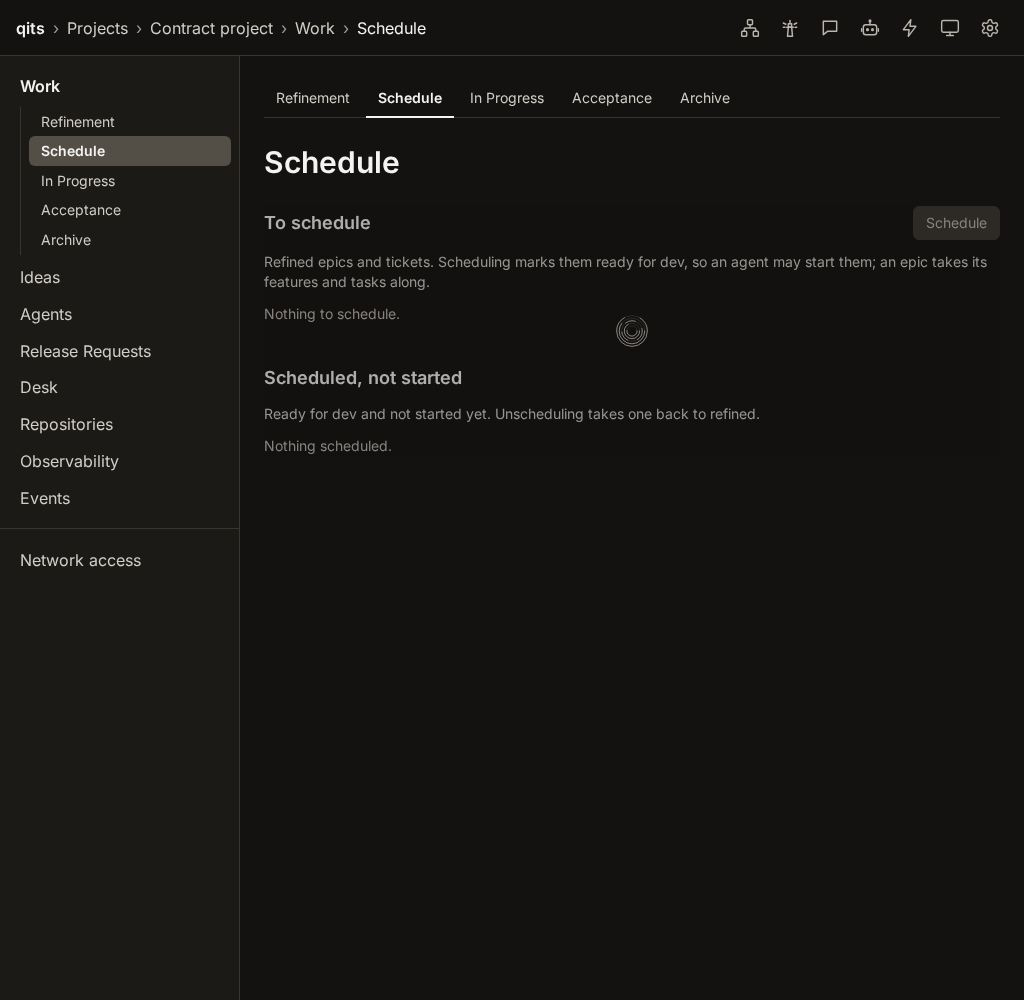 qits › Projects › Contract project › Work › Schedule
Work
Refinement
Schedule
In Progress
Acceptance
Archive
Ideas
Agents
Release Requests
Desk
Repositories
Observability
Events
Network access
Refinement Schedule In Progress Acceptance Archive
Schedule
To schedule
Schedule
Refined epics and tickets. Scheduling marks them ready for dev, so an agent may start them; an epic takes its
features and tasks along.
Nothing to schedule.
Scheduled, not started
Ready for dev and not started yet. Unscheduling takes one back to refined.
Nothing scheduled.